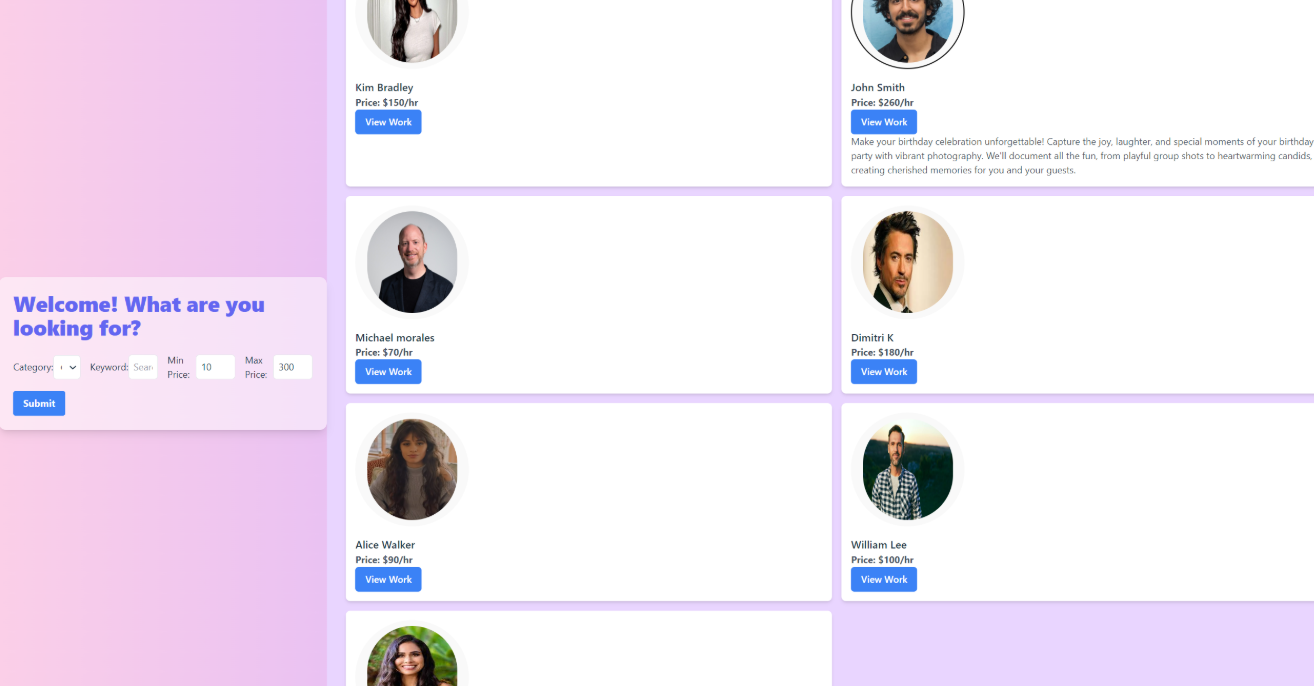 Kim Bradley
Price: $150/hr
View Work
John Smith
Price: $260/hr
View Work
Make your birthday celebration unforgettable! Capture the joy, laughter, and special moments of your birthday
party with vibrant photography. We'll document all the fun, from playful group shots to heartwarming candids,
creating cherished memories for you and your guests.
Welcome! What are you
looking for?
Category:
Keyword:
Sear
Min
Price:
10
Max
Price:
300
Submit
Michael morales
Price: $70/hr
View Work
Dimitri K
Price: $180/hr
View Work
Alice Walker
Price: $90/hr
View Work
William Lee
Price: $100/hr
View Work